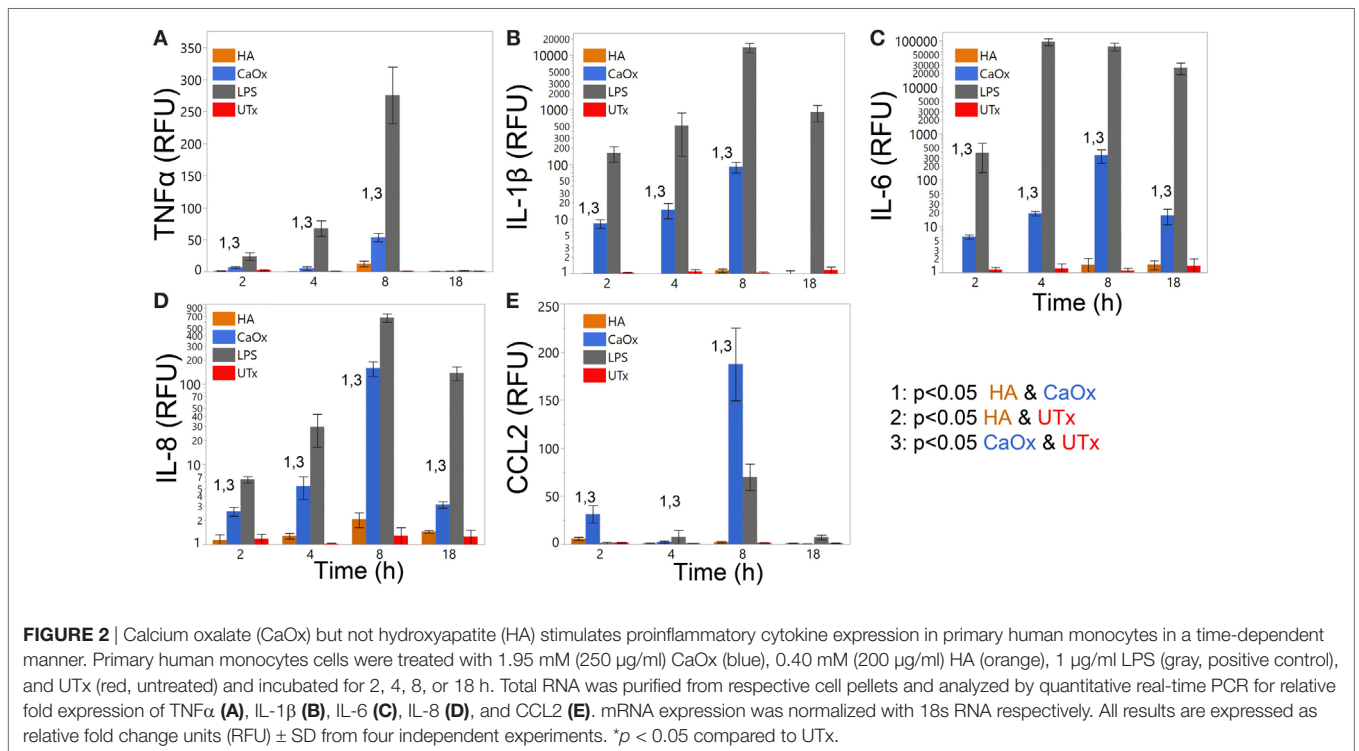 A
350
300
250
200
150
100
50
0
TNFα (RFU)
HA
CaOx
LPS
UTx
1,3
1,3
1,3
2
4
8
18
B
20000
10000
5000
3000
2000
1000
500
300
200
100
50
30
20
10
5
3
2
1
IL-1β (RFU)
HA
CaOx
LPS
UTx
1,3
1,3
1,3
2
4
8
18
C
100000
50000
30000
20000
10000
5000
3000
2000
1000
500
300
200
100
50
30
20
10
5
3
2
1
IL-6 (RFU)
HA
CaOx
LPS
UTx
1,3
1,3
1,3
1,3
2
4
8
18
Time (h)
D
900
700
500
400
300
200
100
70
50
40
30
20
10
7
5
4
3
2
1
IL-8 (RFU)
HA
CaOx
LPS
UTx
1,3
1,3
1,3
1,3
2
4
8
18
Time (h)
E
250
200
150
100
50
0
CCL2 (RFU)
HA
CaOx
LPS
UTx
1,3
1,3
1,3
2
4
8
18
Time (h)
1: p<0.05 HA & CaOx
2: p<0.05 HA & UTx
3: p<0.05 CaOx & UTx
FIGURE 2 | Calcium oxalate (CaOx) but not hydroxyapatite (HA) stimulates proinflammatory cytokine expression in primary human monocytes in a time-dependent
manner. Primary human monocytes cells were treated with 1.95 mM (250 µg/ml) CaOx (blue), 0.40 mM (200 µg/ml) HA (orange), 1 µg/ml LPS (gray, positive control),
and UTx (red, untreated) and incubated for 2, 4, 8, or 18 h. Total RNA was purified from respective cell pellets and analyzed by quantitative real-time PCR for relative
fold expression of TNFα (A), IL-1β (B), IL-6 (C), IL-8 (D), and CCL2 (E). mRNA expression was normalized with 18s RNA respectively. All results are expressed as
relative fold change units (RFU) ± SD from four independent experiments. *p < 0.05 compared to UTx.